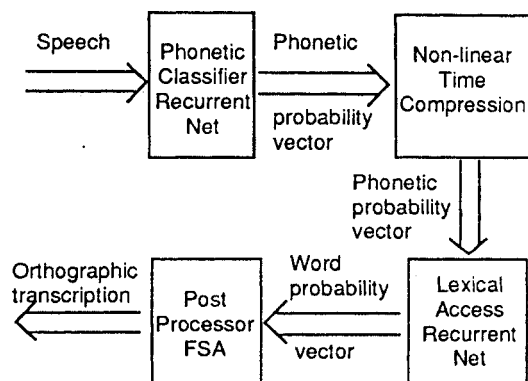 Speech
Phonetic
Classifier
Recurrent
Net
Phonetic
probability
vector
Non-linear
Time
Compression
Phonetic
probability
vector
Lexical
Access
Recurrent
Net
Word
probability
vector
Post
Processor
FSA
Orthographic
transcription